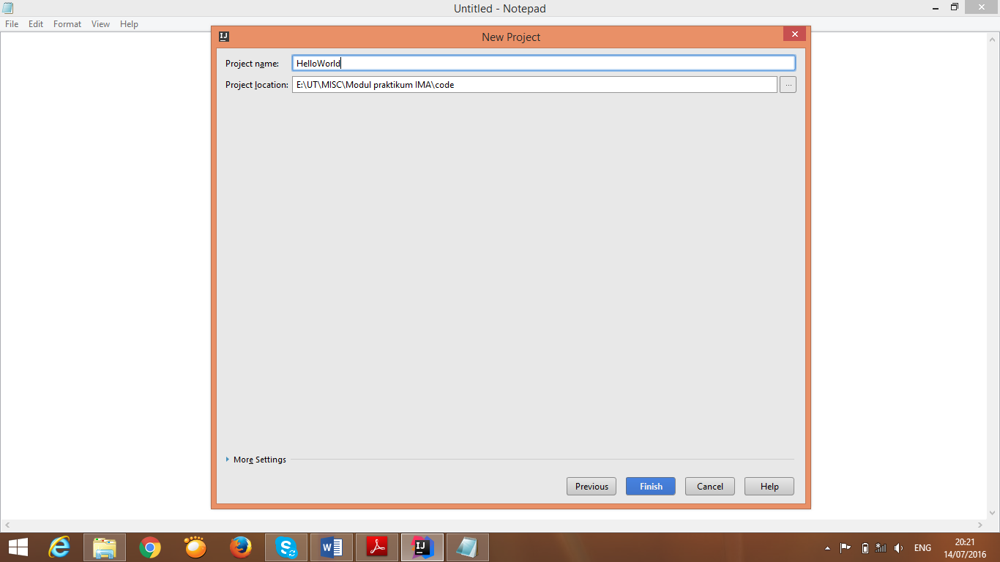 Untitled - Notepad
File Edit Format View Help
IJ
New Project
Project name: HelloWorld
Project location: E:\UT\MISC\Modul praktikum IMA\code
...
More Settings
Previous Finish Cancel Help
IJ
ENG
20:21
14/07/2016